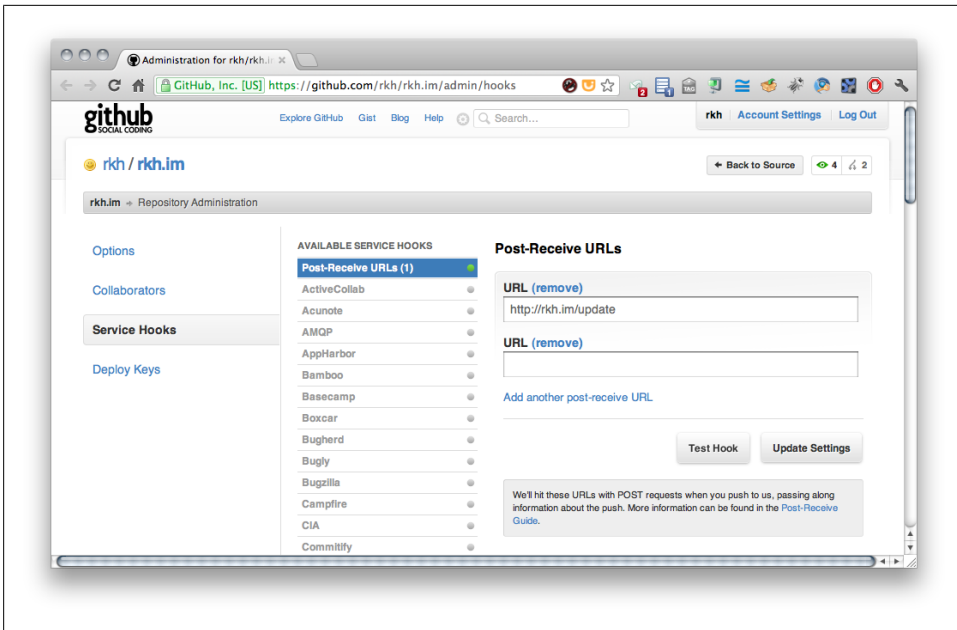 Administration for rkh/rkh.im
GitHub, Inc. [US] https://github.com/rkh/rkh.im/admin/hooks
2
1
TAG
github
SOCIAL CODING
Explore GitHub Gist Blog Help Search...
rkh Account Settings Log Out
rkh / rkh.im
Back to Source 4 2
rkh.im Repository Administration
Options
Collaborators
Service Hooks
Deploy Keys
AVAILABLE SERVICE HOOKS
Post-Receive URLs (1)
ActiveCollab
Acunote
AMQP
AppHarbor
Bamboo
Basecamp
Boxcar
Bugherd
Bugly
Bugzilla
Campfire
CIA
Commitify
Post-Receive URLs
URL (remove)
http://rkh.im/update
URL (remove)
Add another post-receive URL
Test Hook Update Settings
We'll hit these URLs with POST requests when you push to us, passing along
information about the push. More information can be found in the Post-Receive
Guide.